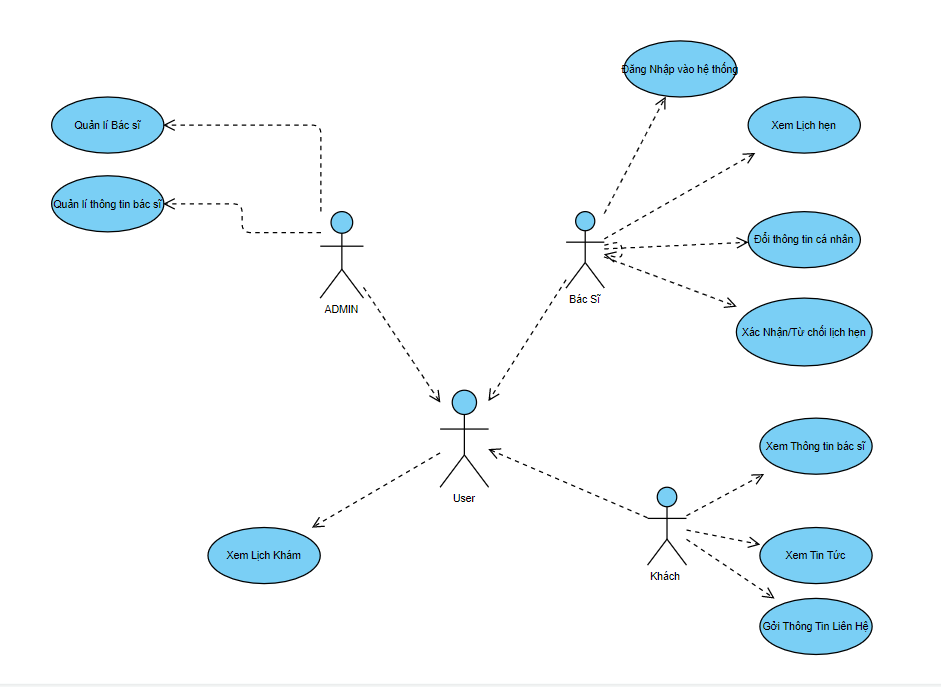 Đăng Nhập vào hệ thống
Quản lí Bác sĩ
Xem Lịch hẹn
Quản lí thông tin bác sĩ
Đổi thông tin cá nhân
Bác Sĩ
ADMIN
Xác Nhận/Từ chối lịch hẹn
Xem Thông tin bác sĩ
User
Xem Lịch Khám
Xem Tin Tức
Khách
Gởi Thông Tin Liên Hệ